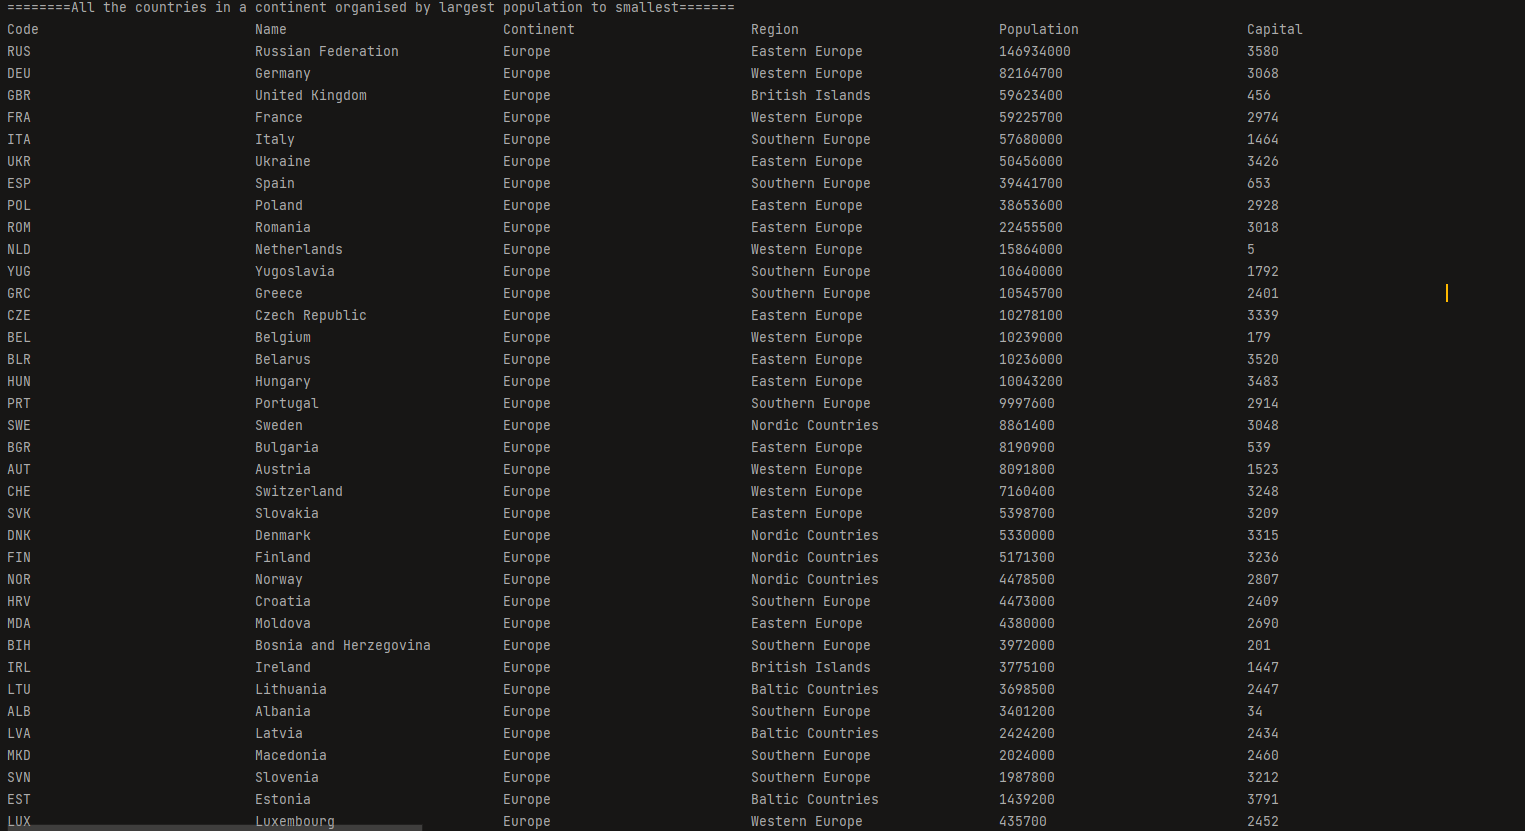 ========All the countries in a continent organised by largest population to smallest=======
Code Name Continent Region Population Capital
RUS Russian Federation Europe Eastern Europe 146934000 3580
DEU Germany Europe Western Europe 82164700 3068
GBR United Kingdom Europe British Islands 59623400 456
FRA France Europe Western Europe 59225700 2974
ITA Italy Europe Southern Europe 57680000 1464
UKR Ukraine Europe Eastern Europe 50456000 3426
ESP Spain Europe Southern Europe 39441700 653
POL Poland Europe Eastern Europe 38653600 2928
ROM Romania Europe Eastern Europe 22455500 3018
NLD Netherlands Europe Western Europe 15864000 5
YUG Yugoslavia Europe Southern Europe 10640000 1792
GRC Greece Europe Southern Europe 10545700 2401
CZE Czech Republic Europe Eastern Europe 10278100 3339
BEL Belgium Europe Western Europe 10239000 179
BLR Belarus Europe Eastern Europe 10236000 3520
HUN Hungary Europe Eastern Europe 10043200 3483
PRT Portugal Europe Southern Europe 9997600 2914
SWE Sweden Europe Nordic Countries 8861400 3048
BGR Bulgaria Europe Eastern Europe 8190900 539
AUT Austria Europe Western Europe 8091800 1523
CHE Switzerland Europe Western Europe 7160400 3248
SVK Slovakia Europe Eastern Europe 5398700 3209
DNK Denmark Europe Nordic Countries 5330000 3315
FIN Finland Europe Nordic Countries 5171300 3236
NOR Norway Europe Nordic Countries 4478500 2807
HRV Croatia Europe Southern Europe 4473000 2409
MDA Moldova Europe Eastern Europe 4380000 2690
BIH Bosnia and Herzegovina Europe Southern Europe 3972000 201
IRL Ireland Europe British Islands 3775100 1447
LTU Lithuania Europe Baltic Countries 3698500 2447
ALB Albania Europe Southern Europe 3401200 34
LVA Latvia Europe Baltic Countries 2424200 2434
MKD Macedonia Europe Southern Europe 2024000 2460
SVN Slovenia Europe Southern Europe 1987800 3212
EST Estonia Europe Baltic Countries 1439200 3791
LUX Luxembourg Europe Western Europe 435700 2452